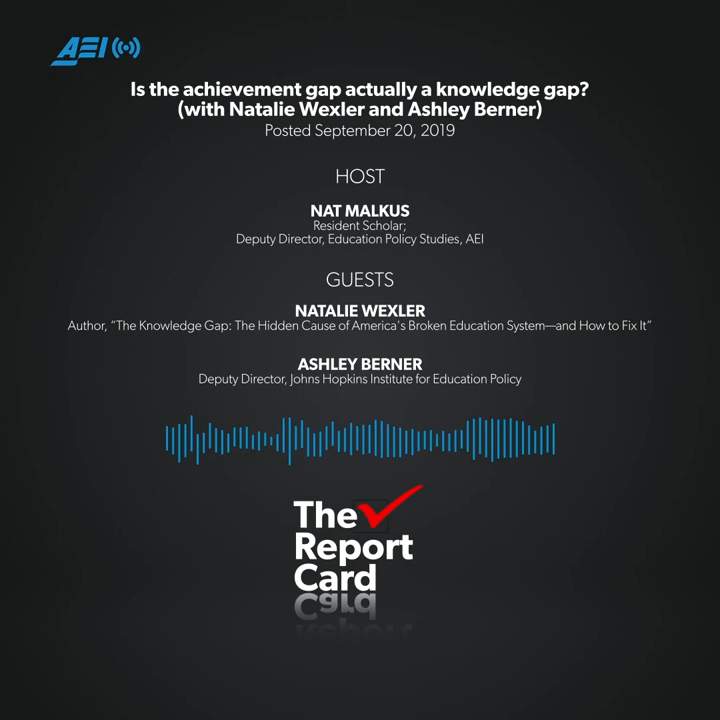 AEI
Is the achievement gap actually a knowledge gap?
(with Natalie Wexler and Ashley Berner)
Posted September 20, 2019
HOST
NAT MALKUS
Resident Scholar;
Deputy Director, Education Policy Studies, AEI
GUESTS
NATALIE WEXLER
Author, “The Knowledge Gap: The Hidden Cause of America's Broken Education System—and How to Fix It”
ASHLEY BERNER
Deputy Director, Johns Hopkins Institute for Education Policy
The
Report
Card